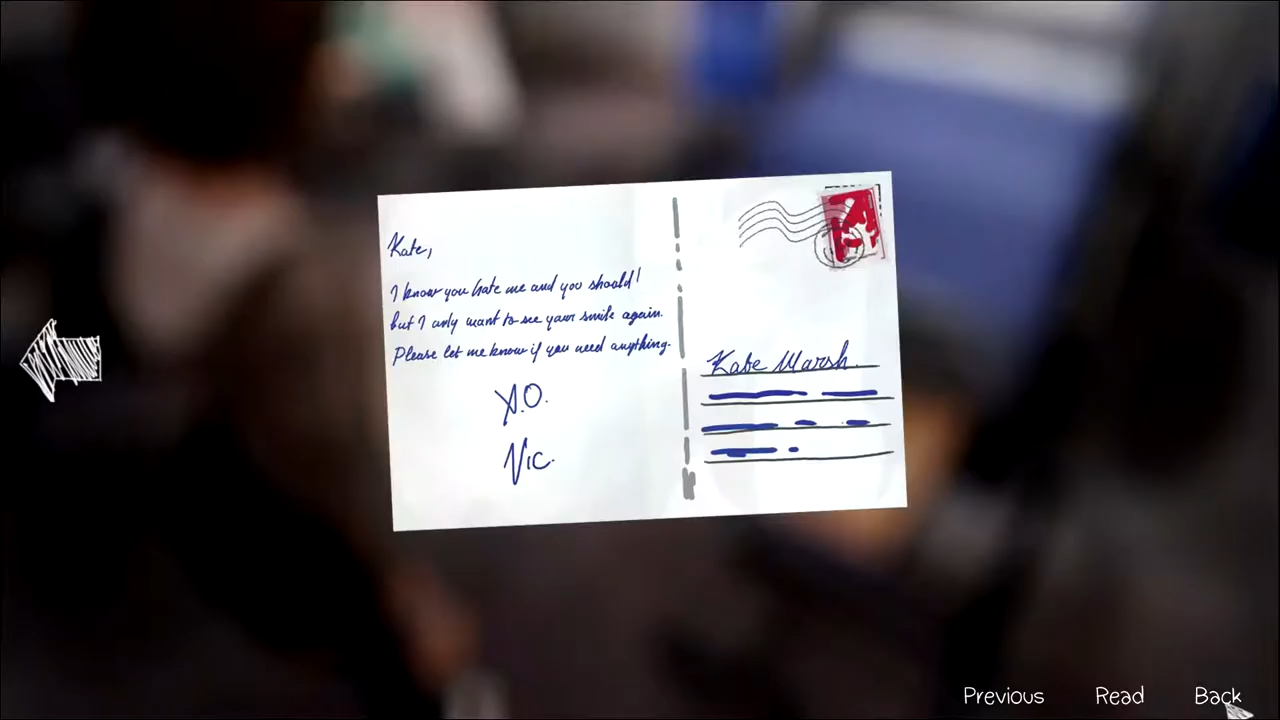 Kate,
I know you hate me and you should!
but I only want to see your smile again.
Please let me know if you need anything.
X.O.
Vic.
Kate Marsh
Previous Read Back